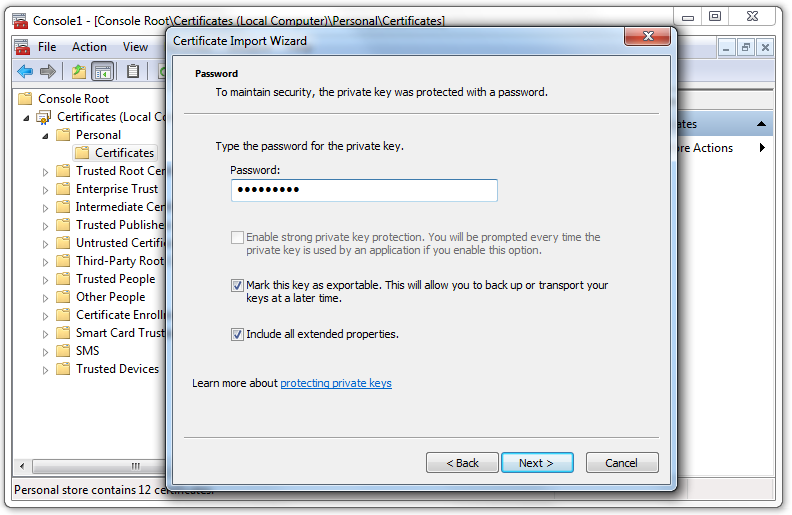 Console1 - [Console Root\Certificates (Local Computer)\Personal\Certificates]
File Action View
Certificate Import Wizard
Password
To maintain security, the private key was protected with a password.
Type the password for the private key.
Password:
•••••••••
Enable strong private key protection. You will be prompted every time the
private key is used by an application if you enable this option.
Mark this key as exportable. This will allow you to back up or transport your
keys at a later time.
Include all extended properties.
Learn more about protecting private keys
< Back Next > Cancel
Console Root
Certificates (Local Co
Personal
Certificates
Trusted Root Cer
Enterprise Trust
Intermediate Cer
Trusted Publishe
Untrusted Certifi
Third-Party Root
Trusted People
Other People
Certificate Enrolln
Smart Card Trust
SMS
Trusted Devices
ates
ore Actions
Personal store contains 12 certificates.